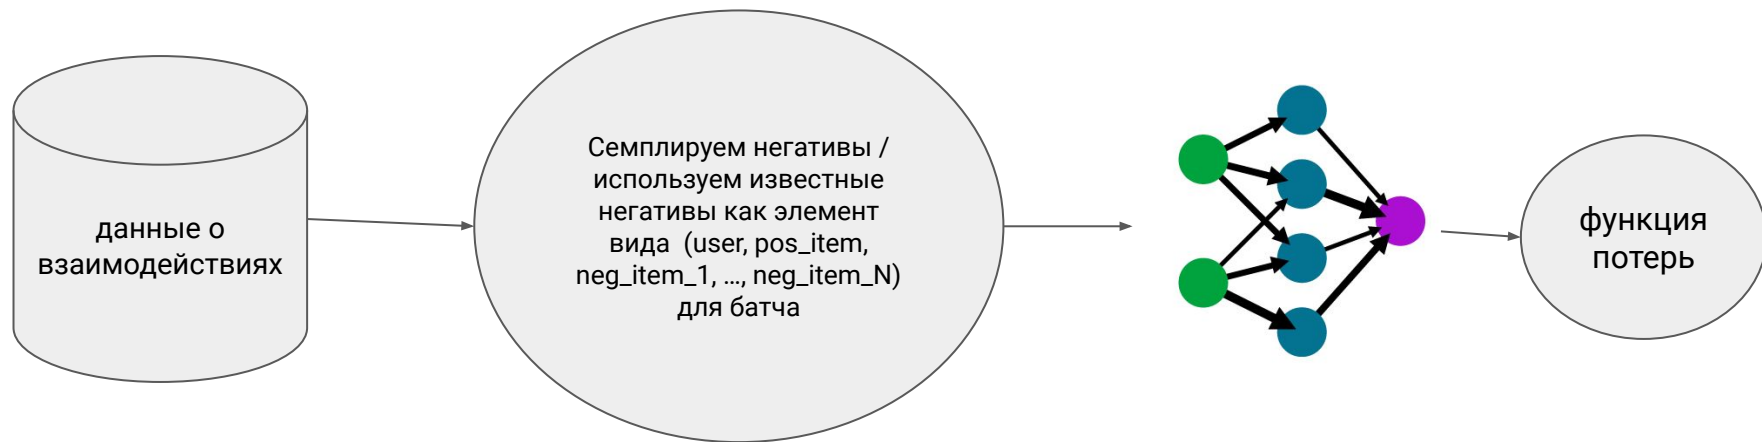 данные о
взаимодействиях
Семплируем негативы /
используем известные
негативы как элемент
вида (user, pos_item,
neg_item_1, ..., neg_item_N)
для батча
функция
потерь